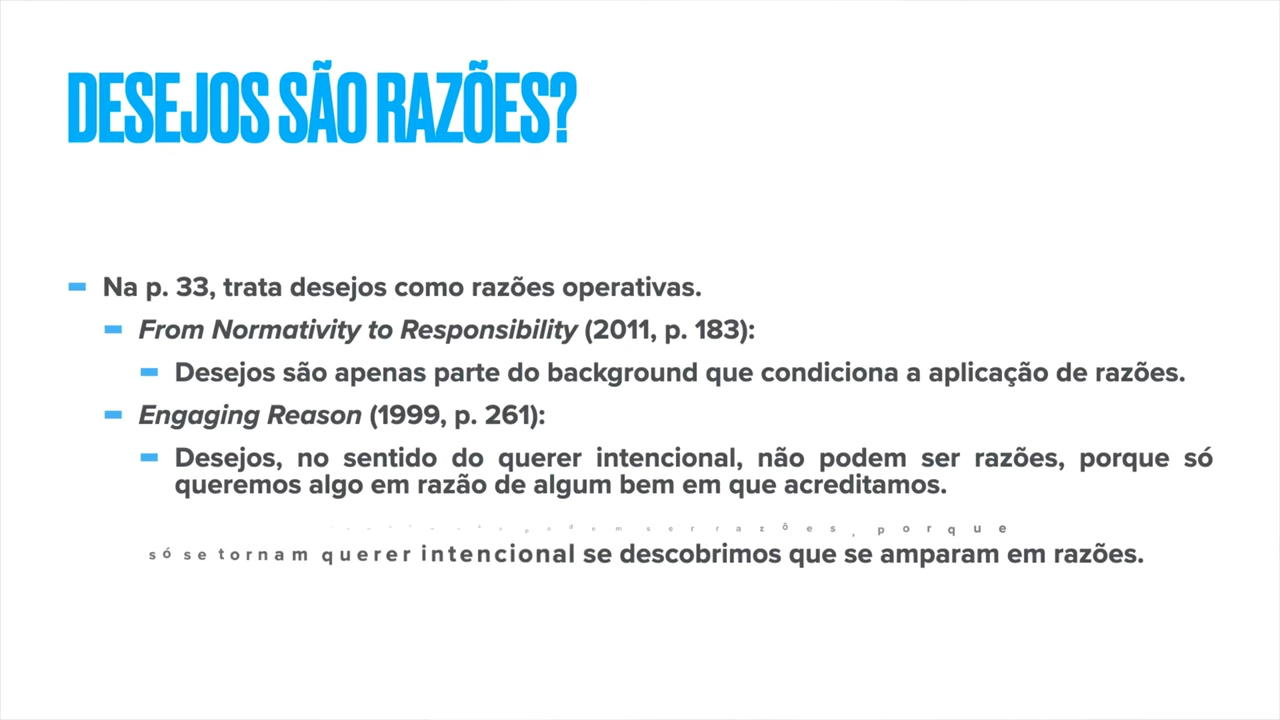 DESEJOS SÃO RAZÕES?
Na p. 33, trata desejos como razões operativas.
From Normativity to Responsibility (2011, p. 183):
Desejos são apenas parte do background que condiciona a aplicação de razões.
Engaging Reason (1999, p. 261):
Desejos, no sentido do querer intencional, não podem ser razões, porque só
queremos algo em razão de algum bem em que acreditamos.
podem ser razões, porque
só se tornam querer intencional se descobrimos que se amparam em razões.